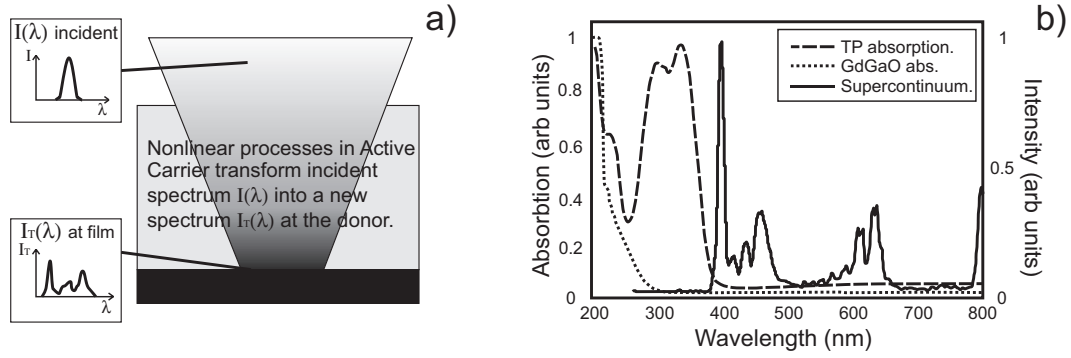 a)
I(λ) incident
I
λ
Nonlinear processes in Active
Carrier transform incident
spectrum I(λ) into a new
spectrum IT(λ) at the donor.
IT(λ) at film
IT
λ
b)
TP absorption.
GdGaO abs.
Supercontinuum.
Absorbtion (arb units)
1
0.8
0.6
0.4
0.2
0
Intensity (arb units)
1
0.5
0
200 300 400 500 600 700 800
Wavelength (nm)